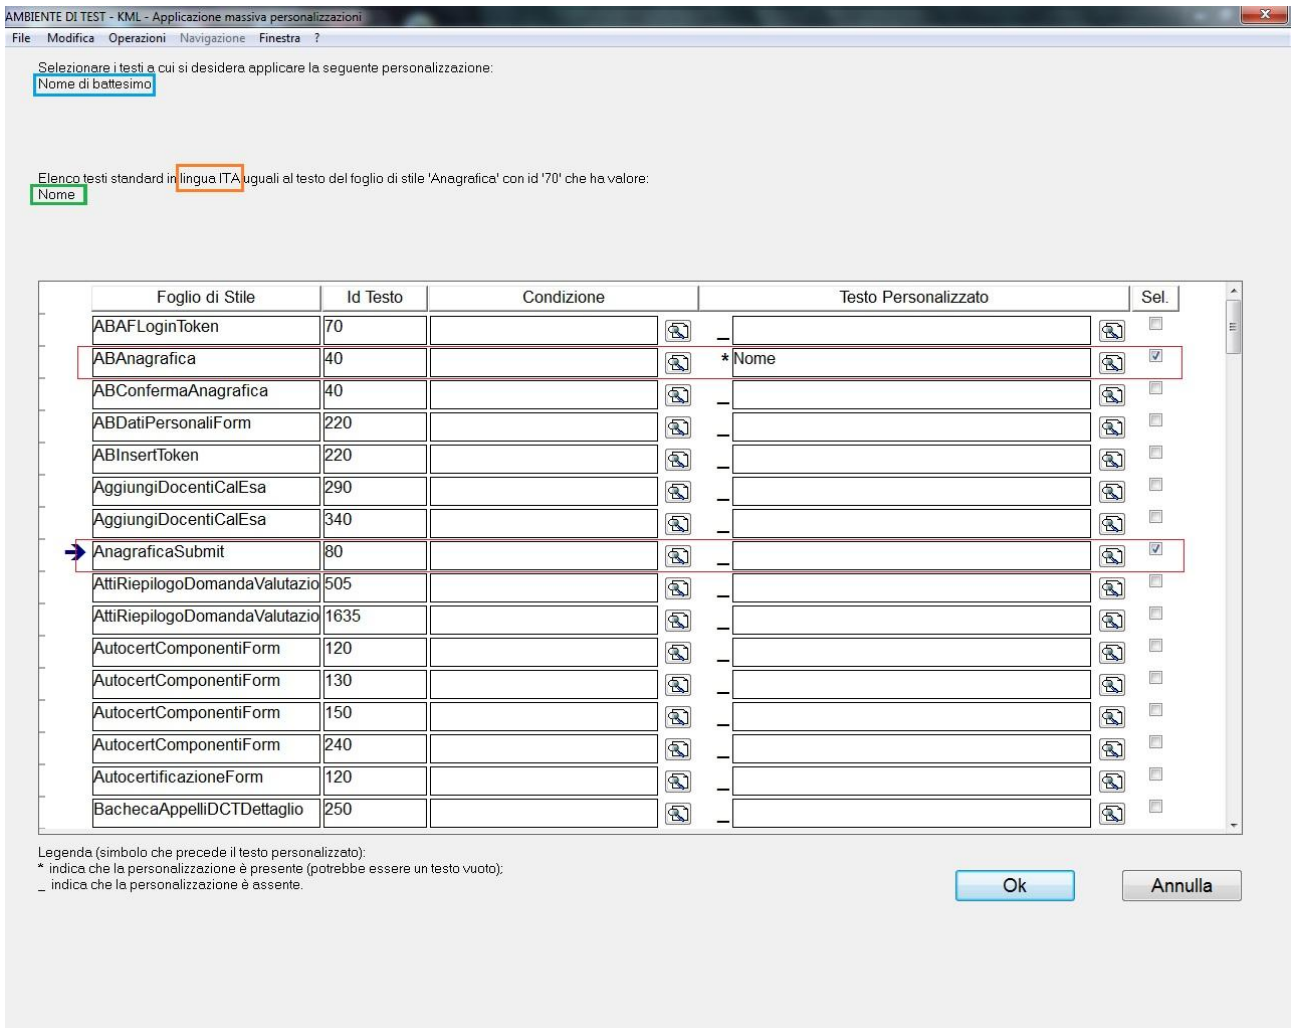 AMBIENTE DI TEST - KML - Applicazione massiva personalizzazioni
File Modifica Operazioni Navigazione Finestra ?
Selezionare i testi a cui si desidera applicare la seguente personalizzazione:
Nome di battesimo
Elenco testi standard in lingua ITA uguali al testo del foglio di stile 'Anagrafica' con id '70' che ha valore:
Nome
Foglio di Stile Id Testo Condizione Testo Personalizzato Sel.
ABAFLoginToken 70 _
ABAnagrafica 40 * Nome
ABConfermaAnagrafica 40 _
ABDatiPersonaliForm 220 _
ABInsertToken 220 _
AggiungiDocentiCalEsa 290 _
AggiungiDocentiCalEsa 340 _
AnagraficaSubmit 80 _
AttiRiepilogoDomandaValutazio 505 _
AttiRiepilogoDomandaValutazio 1635 _
AutocertComponentiForm 120 _
AutocertComponentiForm 130 _
AutocertComponentiForm 150 _
AutocertComponentiForm 240 _
AutocertificazioneForm 120 _
BachecaAppelliDCTDettaglio 250 _
Legenda (simbolo che precede il testo personalizzato):
* indica che la personalizzazione è presente (potrebbe essere un testo vuoto);
_ indica che la personalizzazione è assente.
Ok Annulla